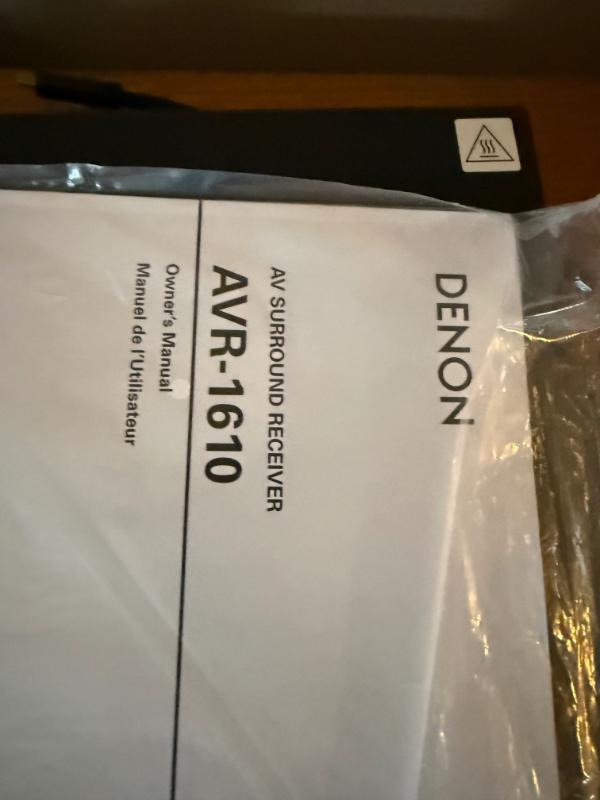 DENON
AV SURROUND RECEIVER
AVR-1610
Owner's Manual
Manuel de l'Utilisateur